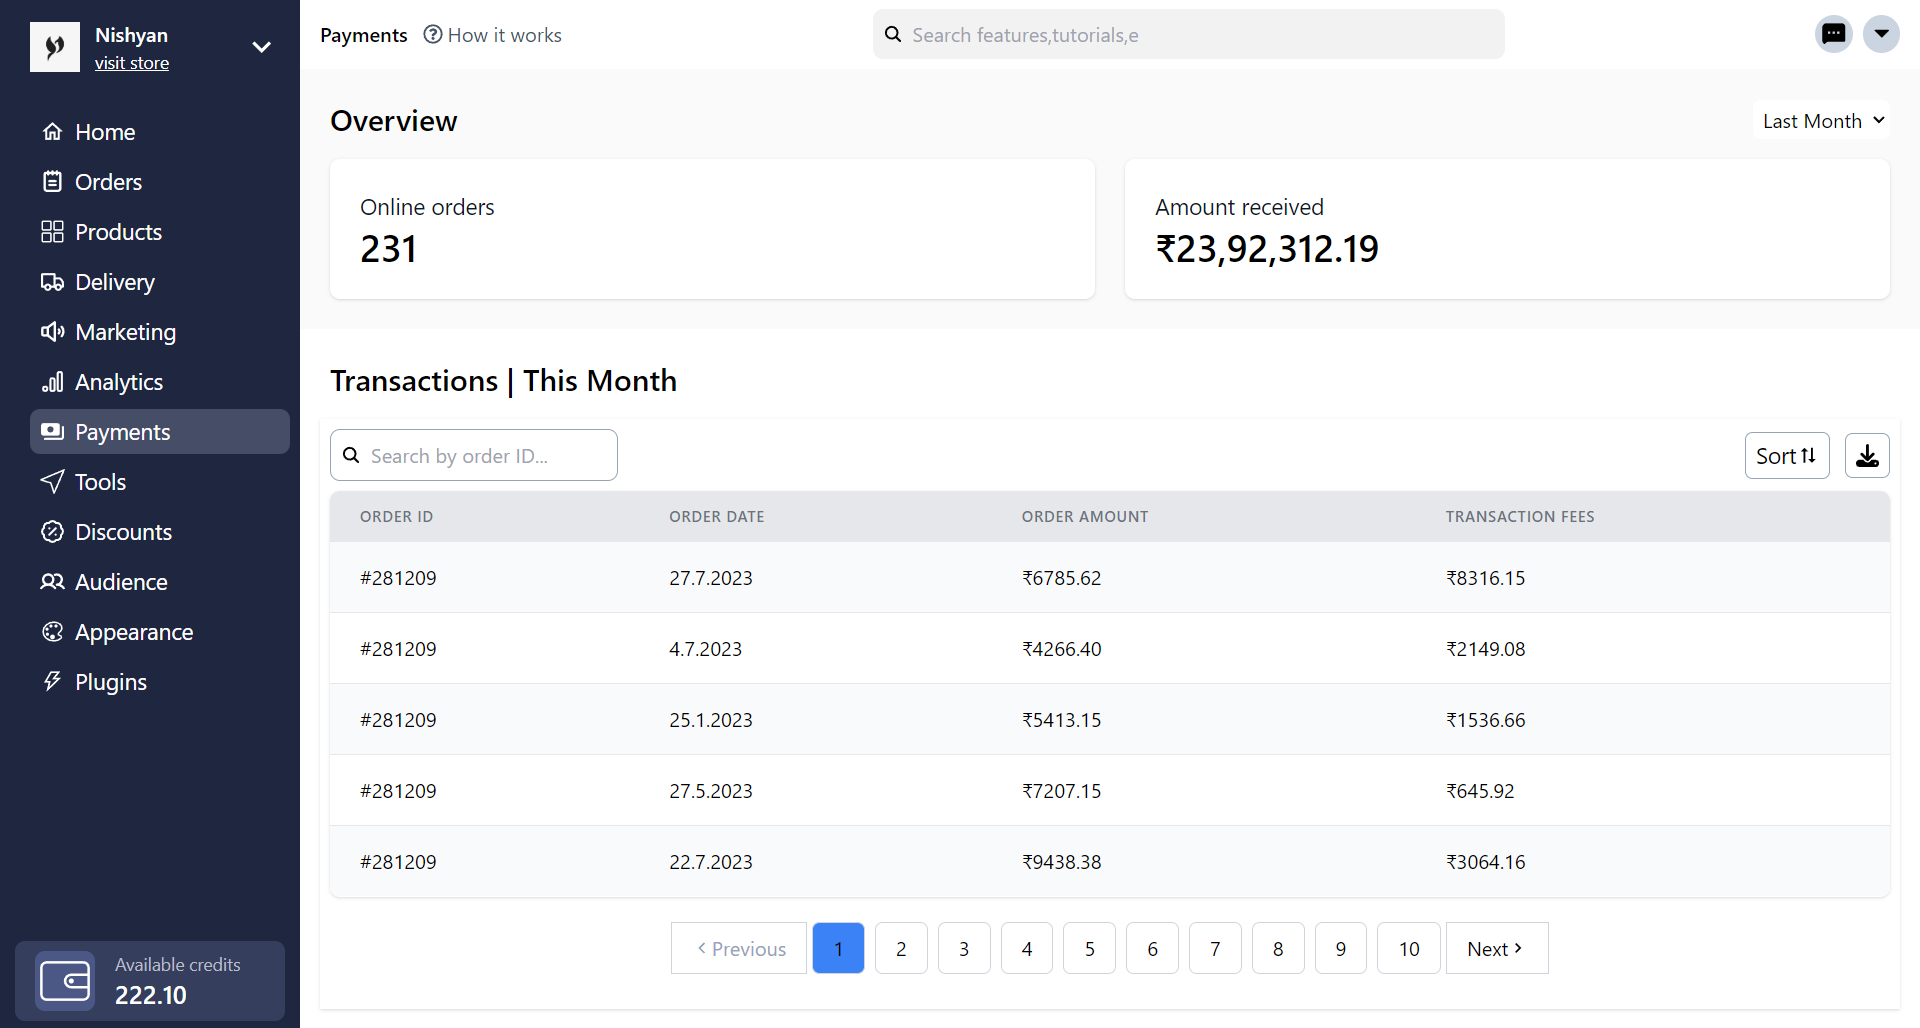 Nishyan
visit store
Home
Orders
Products
Delivery
Marketing
Analytics
Payments
Tools
Discounts
Audience
Appearance
Plugins
Available credits
222.10
Payments How it works
Search features,tutorials,e
Overview
Last Month
Online orders
231
Amount received
₹23,92,312.19
Transactions | This Month
Search by order ID...
Sort
ORDER ID ORDER DATE ORDER AMOUNT TRANSACTION FEES
#281209 27.7.2023 ₹6785.62 ₹8316.15
#281209 4.7.2023 ₹4266.40 ₹2149.08
#281209 25.1.2023 ₹5413.15 ₹1536.66
#281209 27.5.2023 ₹7207.15 ₹645.92
#281209 22.7.2023 ₹9438.38 ₹3064.16
Previous 1 2 3 4 5 6 7 8 9 10 Next